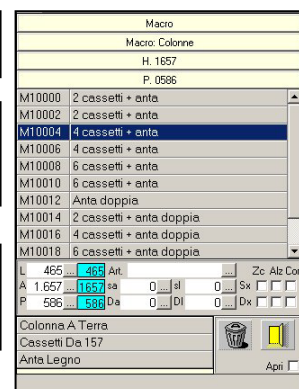 Macro
Macro: Colonne
H. 1657
P. 0586
M10000 2 cassetti + anta
M10002 2 cassetti + anta
M10004 4 cassetti + anta
M10006 4 cassetti + anta
M10008 6 cassetti + anta
M10010 6 cassetti + anta
M10012 Anta doppia
M10014 2 cassetti + anta doppia
M10016 4 cassetti + anta doppia
M10018 6 cassetti + anta doppia
L 465 ... 465 Art. ... Zc Alz Cor
A 1.657 ... 1657 sa 0 ... sl 0 ... Sx
P 586 ... 586 Da 0 ... Dl 0 ... Dx
Colonna A Terra
Cassetti Da 157
Anta Legno
Apri